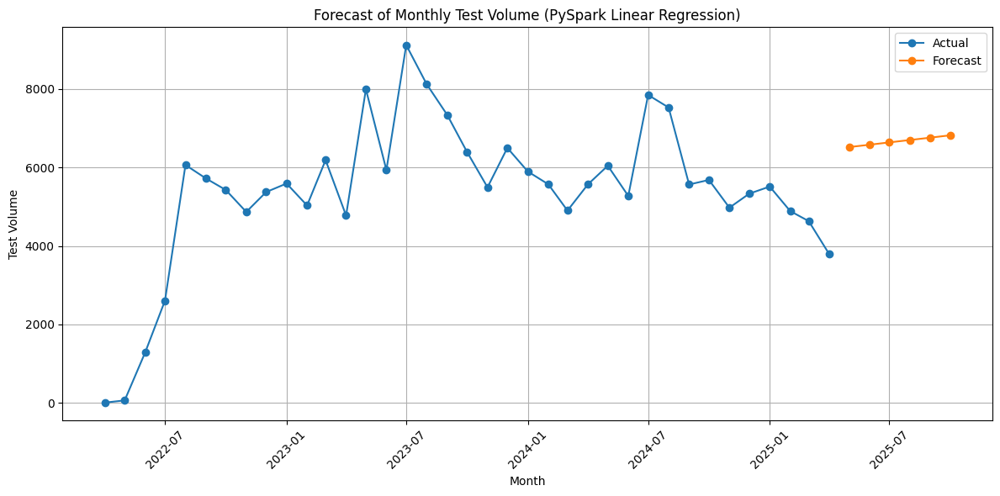 Forecast of Monthly Test Volume (PySpark Linear Regression)
Actual
Forecast
Test Volume
8000
6000
4000
2000
0
2022-07
2023-01
2023-07
2024-01
2024-07
2025-01
2025-07
Month